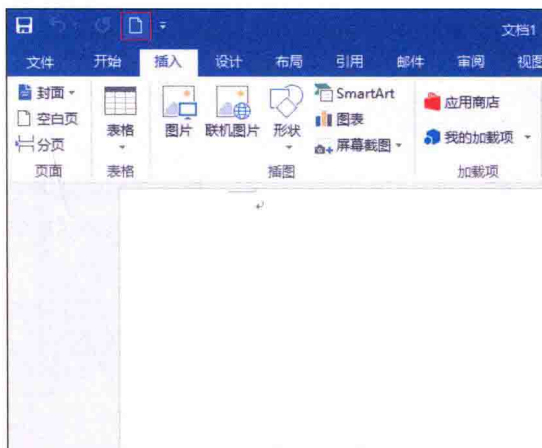 文档1
文件 开始 插入 设计 布局 引用 邮件 审阅 视图
封面
空白页
分页
页面
表格
表格
图片 联机图片 形状
SmartArt
图表
屏幕截图
插图
应用商店
我的加载项
加载项